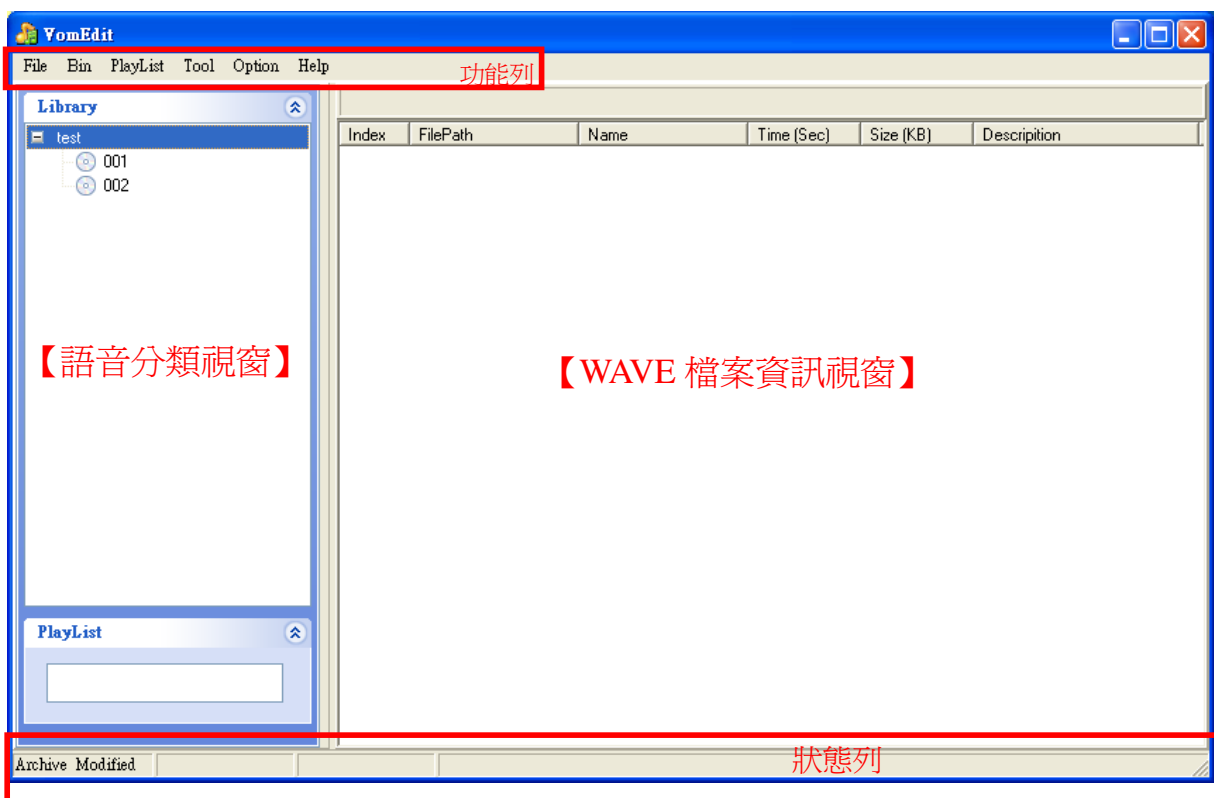 VomEdit
File Bin PlayList Tool Option Help
功能列
Library
Index FilePath Name Time (Sec) Size (KB) Descripition
test
001
002
【語音分類視窗】
【WAVE 檔案資訊視窗】
PlayList
狀態列
Archive Modified